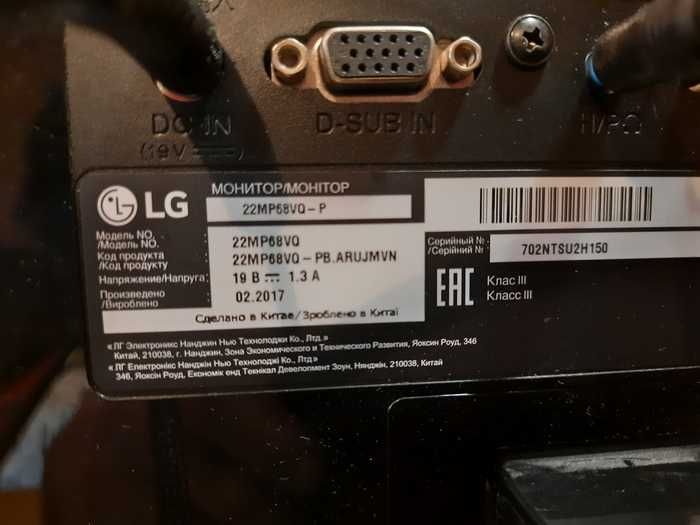 DC-IN
(19V ⎓)
D-SUB IN
H/PΩ
LG
МОНИТОР/МОНІТОР
22MP68VQ-P
Модель NO.
/Модель NO.
22MP68VQ
Код продукта
/Код продукту
22MP68VQ-PB.ARUJMVN
Напряжение/Напруга:
19 В ⎓ 1.3 A
Произведено
/Вироблено
02.2017
Сделано в Китае/Зроблено в Китаї
Серийный №
/Серійний №
702NTSU2H150
EAC
Клас III
Класс III
«ЛГ Электроникс Нанджин Нью Технолоджи Ко., Лтд.»
Китай, 210038, г. Нанджин, Зона Экономического и Технического Развития, Яоксин Роуд, 346
«ЛГ Електронікс Нанджін Нью Технолоджі Ко., Лтд.»
346, Яоксін Роуд, Економік енд Текнікал Девелопмент Зоун, Нянджін, 210038, Китай